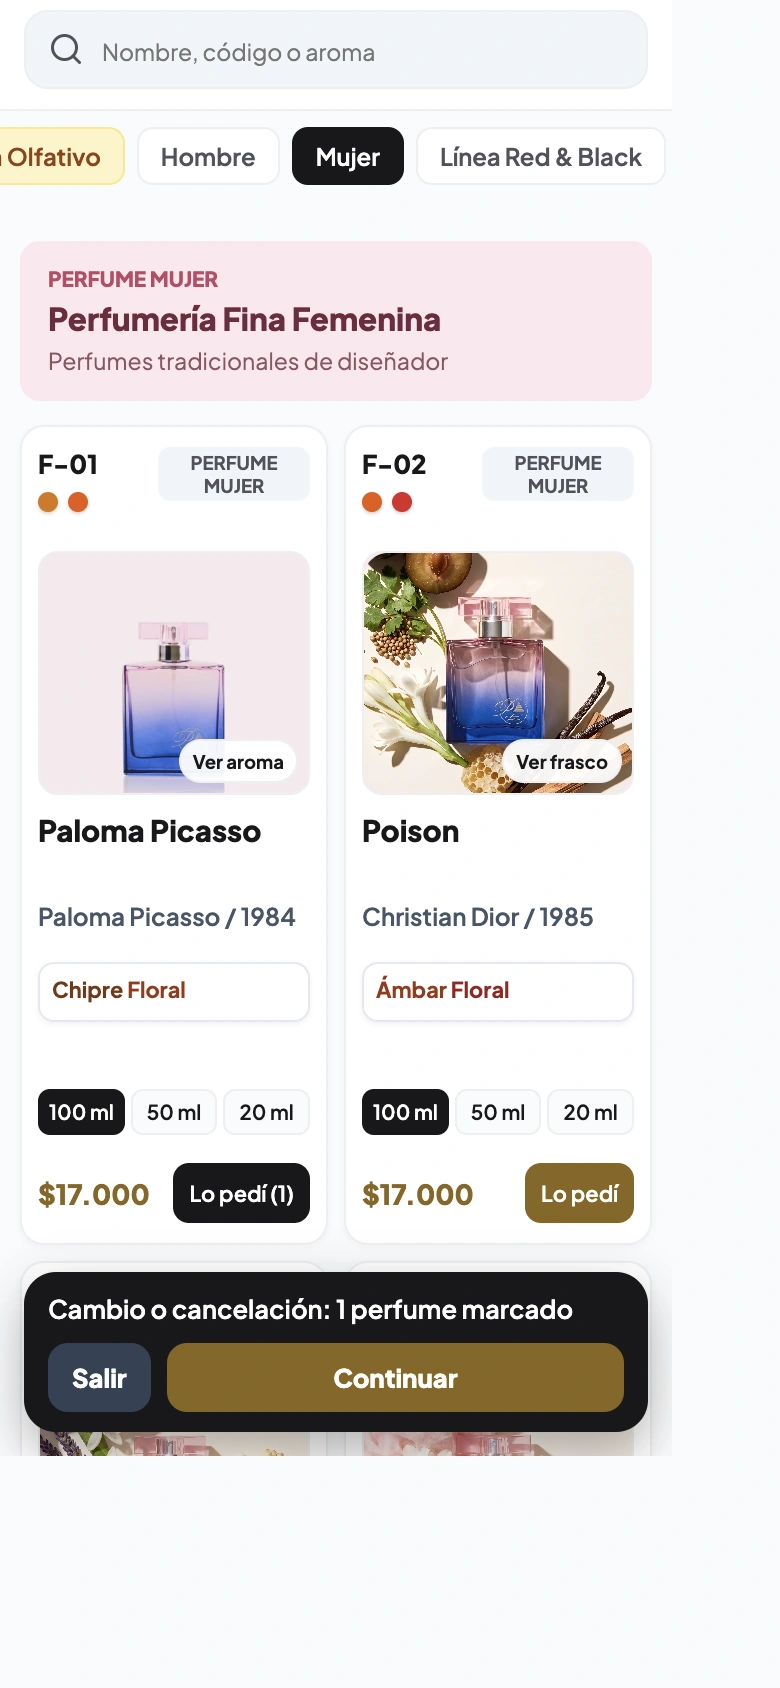 Nombre, código o aroma
Olfativo
Hombre
Mujer
Línea Red & Black
PERFUME MUJER
Perfumería Fina Femenina
Perfumes tradicionales de diseñador
F-01
PERFUME
MUJER
Ver aroma
Paloma Picasso
Paloma Picasso / 1984
Chipre Floral
100 ml
50 ml
20 ml
$17.000
Lo pedí (1)
F-02
PERFUME
MUJER
Ver frasco
Poison
Christian Dior / 1985
Ámbar Floral
100 ml
50 ml
20 ml
$17.000
Lo pedí
Cambio o cancelación: 1 perfume marcado
Salir
Continuar